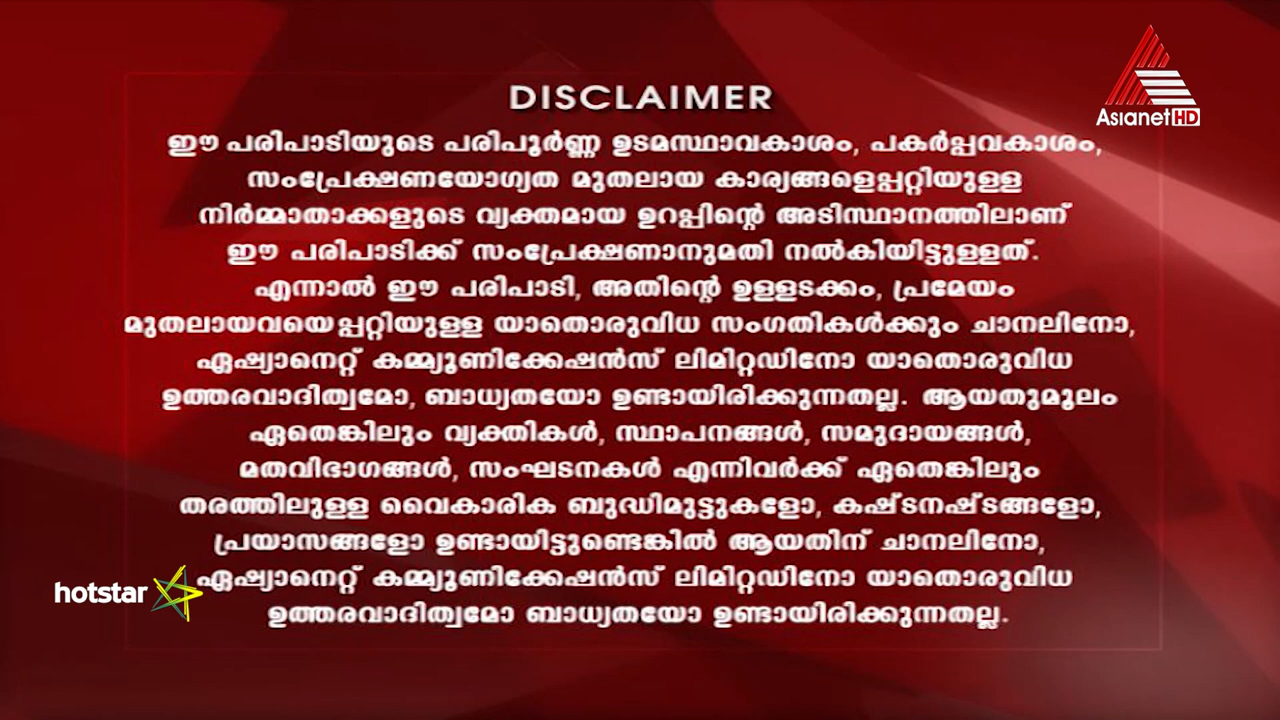 Asianet HD
DISCLAIMER
ഈ പരിപാടിയുടെ പരിപൂർണ്ണ ഉടമസ്ഥാവകാശം, പകർപ്പവകാശം,
സംപ്രേക്ഷണയോഗ്യത മുതലായ കാര്യങ്ങളെപ്പറ്റിയുള്ള
നിർമ്മാതാക്കളുടെ വ്യക്തമായ ഉറപ്പിന്റെ അടിസ്ഥാനത്തിലാണ്
ഈ പരിപാടിക്ക് സംപ്രേക്ഷണാനുമതി നൽകിയിട്ടുള്ളത്.
എന്നാൽ ഈ പരിപാടി, അതിന്റെ ഉള്ളടക്കം, പ്രമേയം
മുതലായവയെപ്പറ്റിയുള്ള യാതൊരുവിധ സംഗതികൾക്കും ചാനലിനോ,
ഏഷ്യാനെറ്റ് കമ്മ്യൂണിക്കേഷൻസ് ലിമിറ്റഡിനോ യാതൊരുവിധ
ഉത്തരവാദിത്വമോ, ബാധ്യതയോ ഉണ്ടായിരിക്കുന്നതല്ല. ആയതുമൂലം
ഏതെങ്കിലും വ്യക്തികൾ, സ്ഥാപനങ്ങൾ, സമുദായങ്ങൾ,
മതവിഭാഗങ്ങൾ, സംഘടനകൾ എന്നിവർക്ക് ഏതെങ്കിലും
തരത്തിലുള്ള വൈകാരിക ബുദ്ധിമുട്ടുകളോ, കഷ്ടനഷ്ടങ്ങളോ,
പ്രയാസങ്ങളോ ഉണ്ടായിട്ടുണ്ടെങ്കിൽ ആയതിന് ചാനലിനോ,
ഏഷ്യാനെറ്റ് കമ്മ്യൂണിക്കേഷൻസ് ലിമിറ്റഡിനോ യാതൊരുവിധ
ഉത്തരവാദിത്വമോ ബാധ്യതയോ ഉണ്ടായിരിക്കുന്നതല്ല.
hotstar